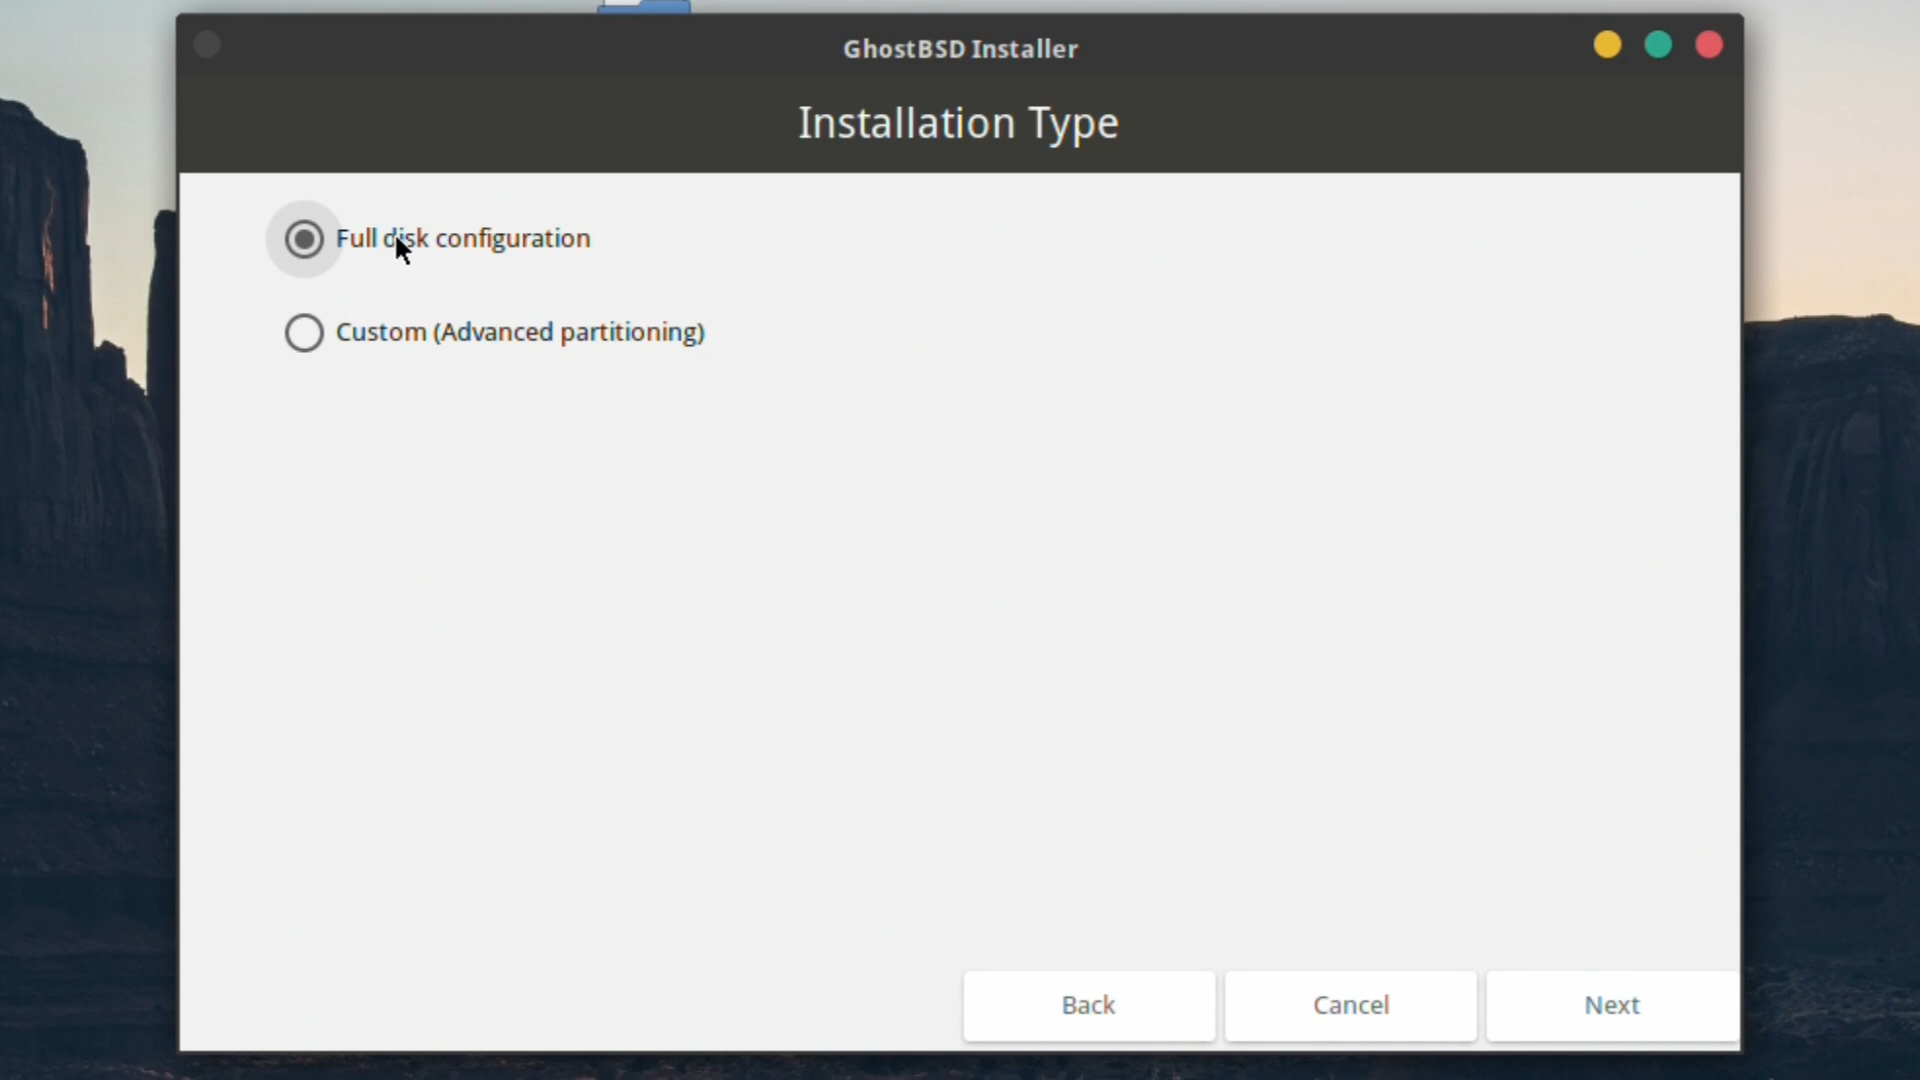 GhostBSD Installer
Installation Type
Full disk configuration
Custom (Advanced partitioning)
Back
Cancel
Next